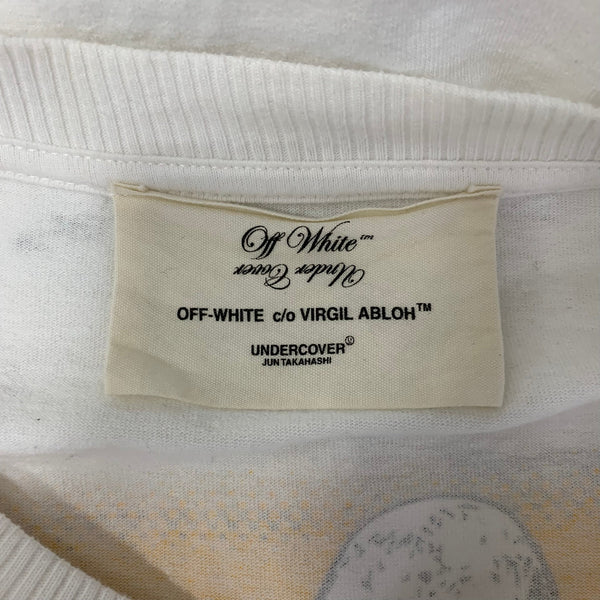 Off White™
Under Cover
OFF-WHITE c/o VIRGIL ABLOH™
UNDERCOVER Ⓤ
JUN TAKAHASHI